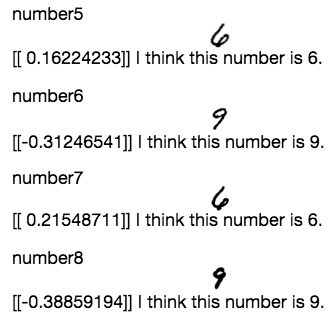 number5
6
[[ 0.16224233]] I think this number is 6.
number6
9
[[-0.31246541]] I think this number is 9.
number7
6
[[ 0.21548711]] I think this number is 6.
number8
9
[[-0.38859194]] I think this number is 9.